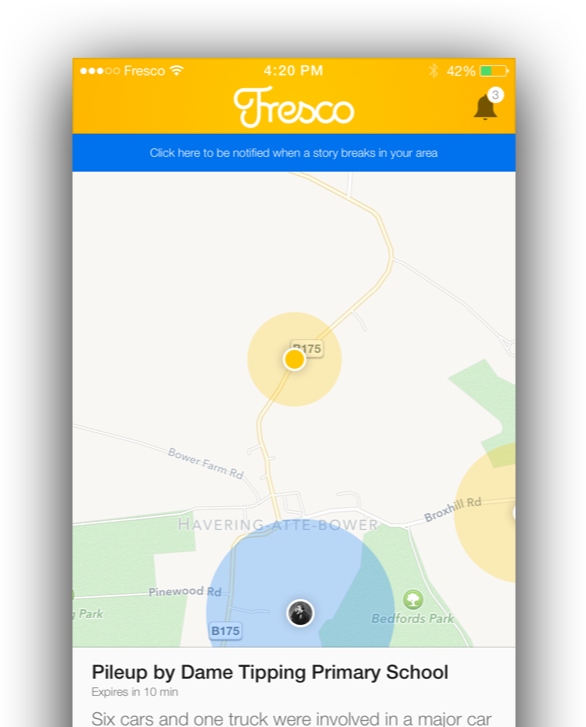 Fresco 4:20 PM 42%
Fresco
3
Click here to be notified when a story breaks in your area
B175
Bower Farm Rd
Broxhill Rd
HAVERING-ATTE-BOWER
Pinewood Rd
g Park
Bedfords Park
B175
Pileup by Dame Tipping Primary School
Expires in 10 min
Six cars and one truck were involved in a major car